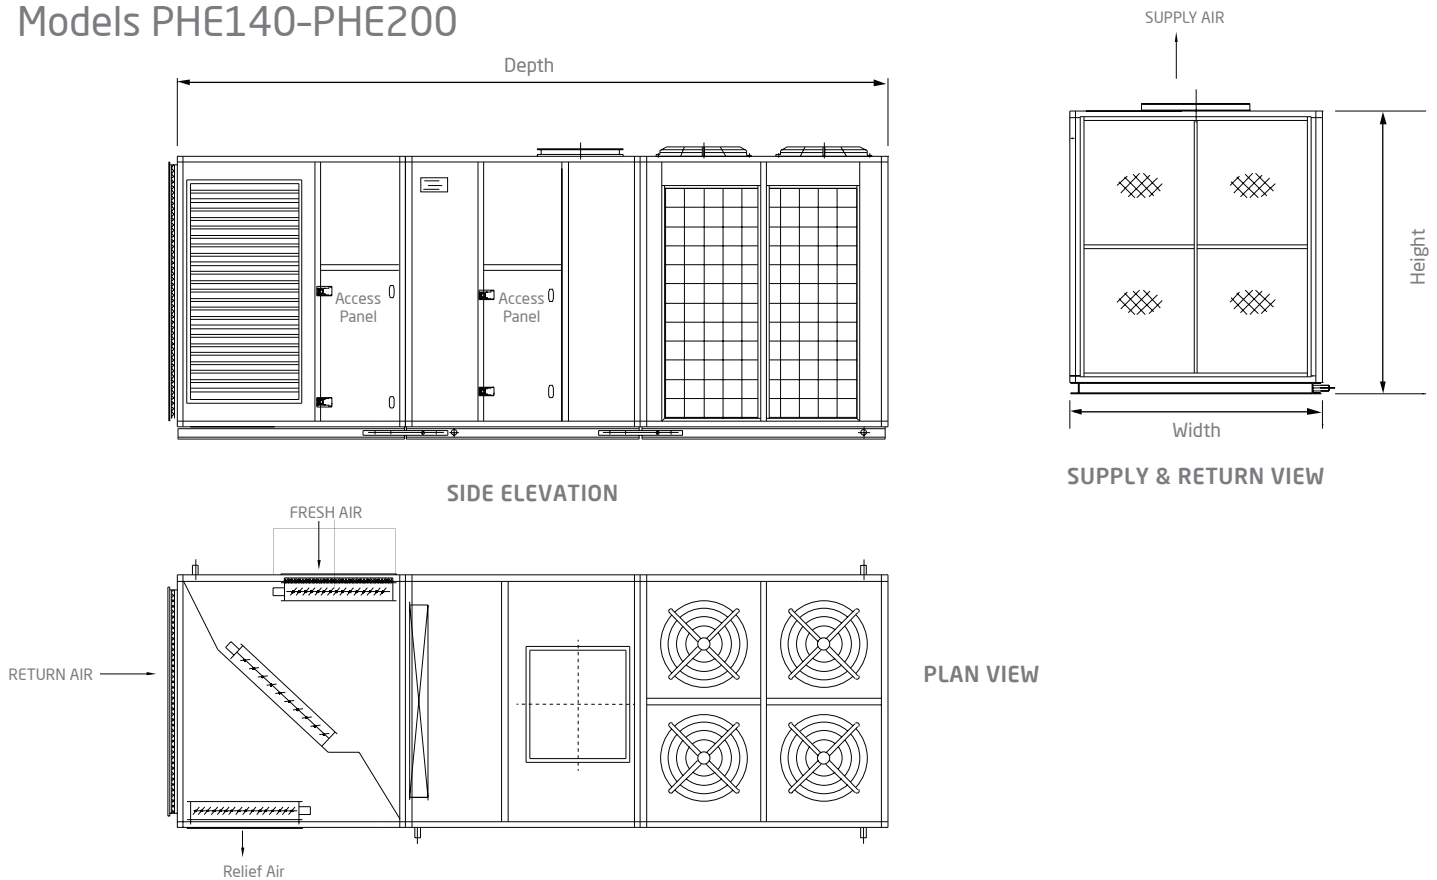 Models PHE140-PHE200
SUPPLY AIR
Depth
Height
Access
Panel
Access
Panel
Width
SUPPLY & RETURN VIEW
SIDE ELEVATION
FRESH AIR
RETURN AIR
PLAN VIEW
Relief Air